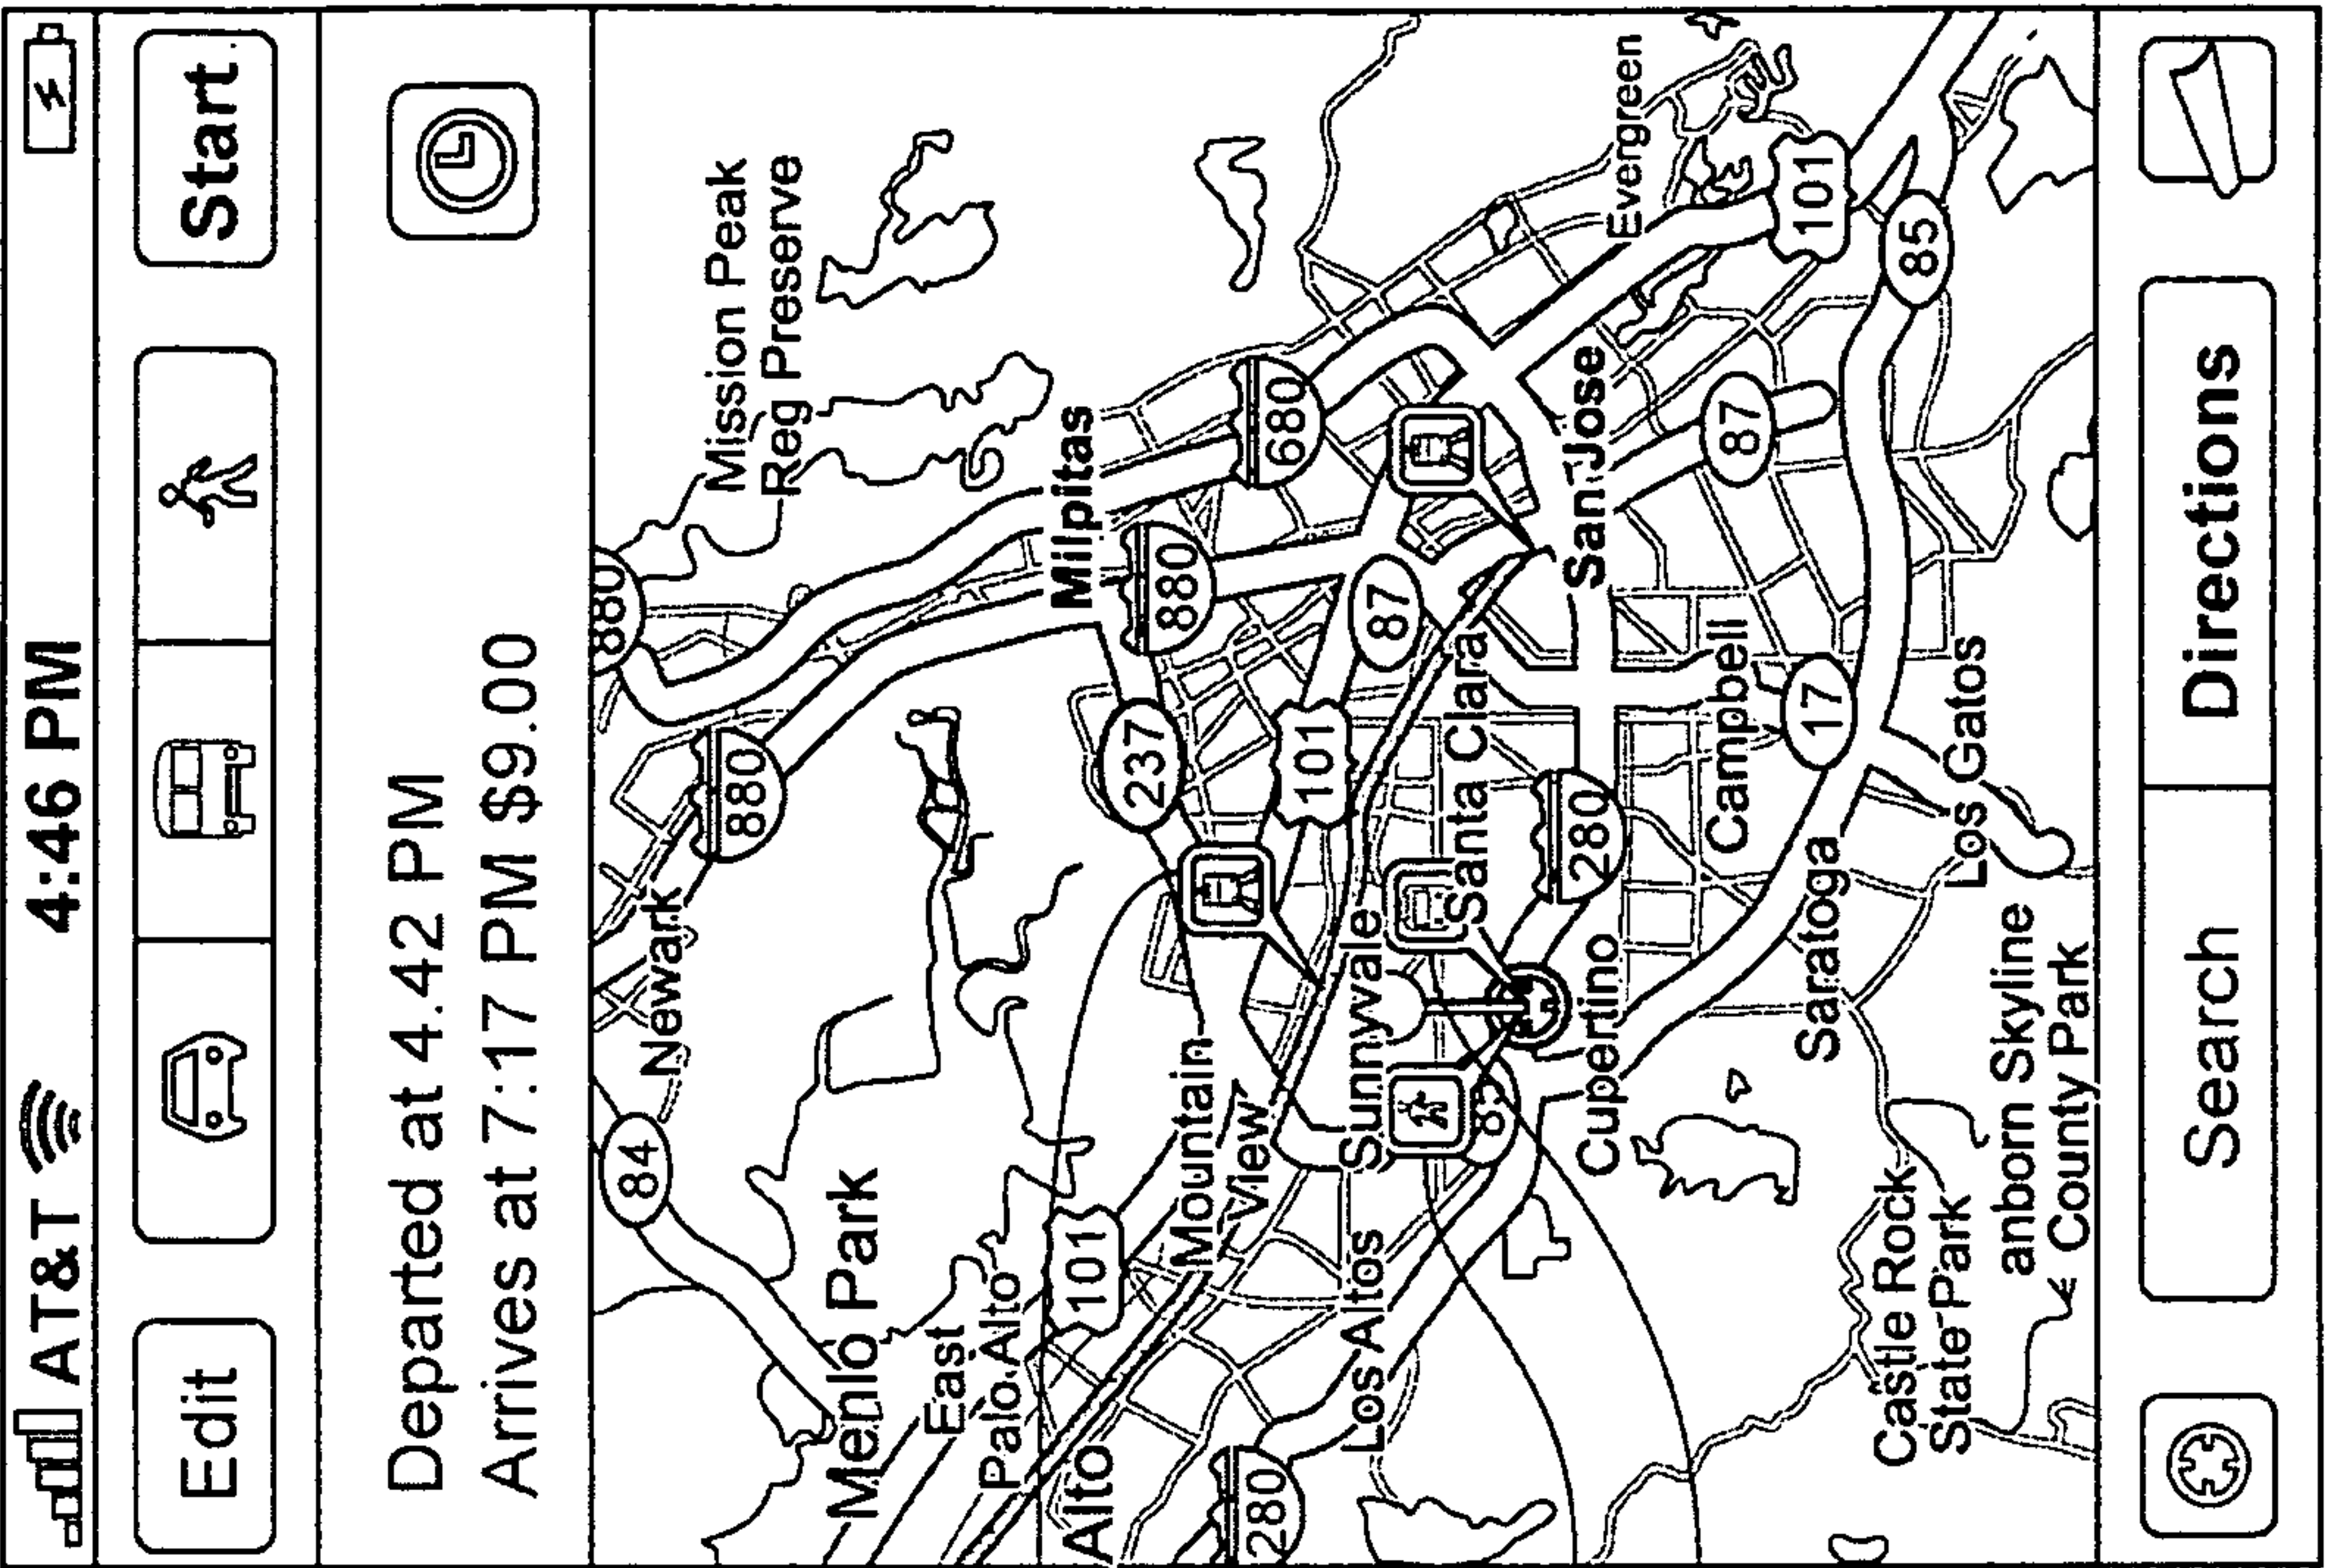 AT&T 4:46 PM
Edit
Start
Departed at 4.42 PM
Arrives at 7:17 PM $9.00
880
84
Newark
880
Mission Peak
Reg Preserve
Menlo Park
East
Palo Alto
Milpitas
Alto
101
237
880
Mountain
View
280
101
680
87
Los Altos
Sunnyvale
Santa Clara
280
Cupertino
San Jose
Evergreen
Campbell
87
Saratoga
17
101
85
Castle Rock
State Park
Los Gatos
anborn Skyline
County Park
Search
Directions